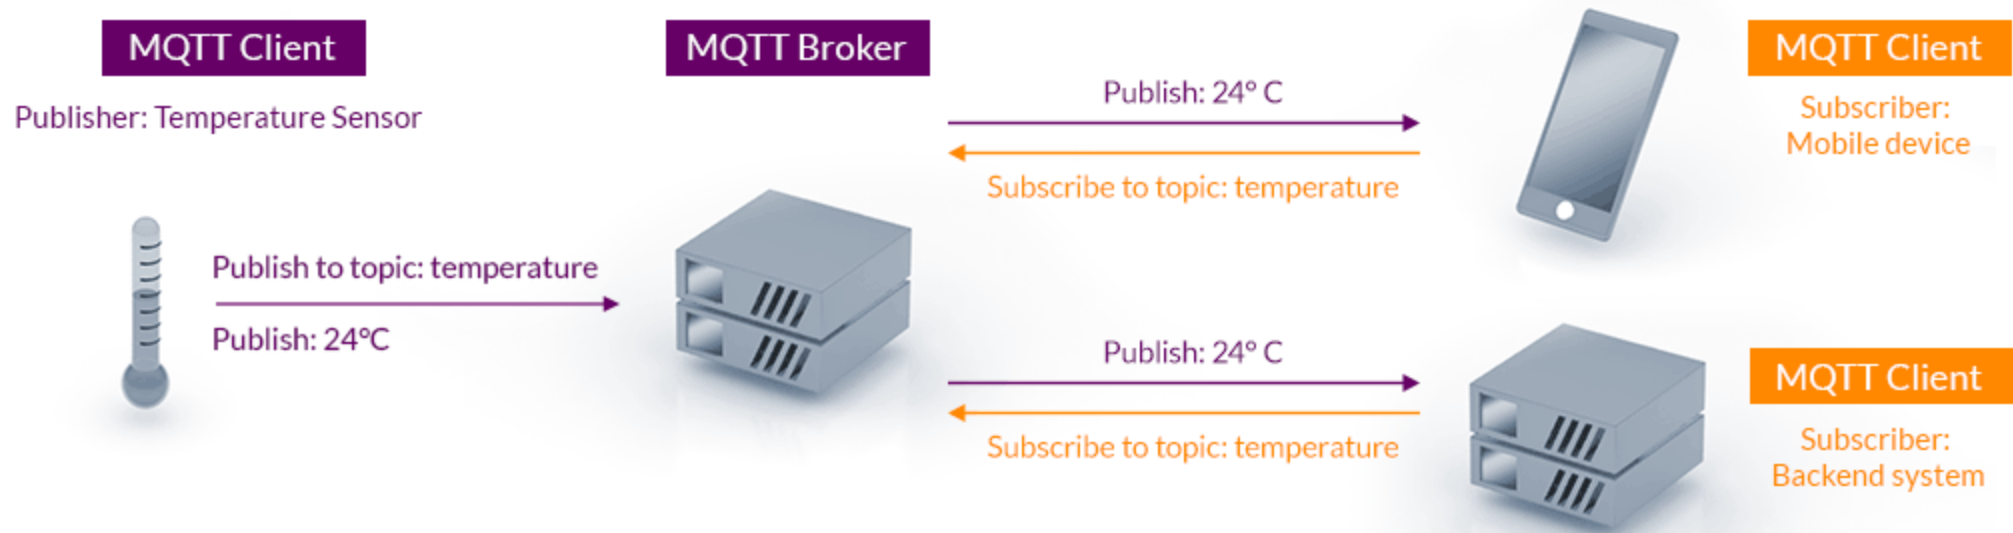 MQTT Client
Publisher: Temperature Sensor
Publish to topic: temperature
Publish: 24°C
MQTT Broker
Publish: 24° C
Subscribe to topic: temperature
MQTT Client
Subscriber:
Mobile device
Publish: 24° C
Subscribe to topic: temperature
MQTT Client
Subscriber:
Backend system